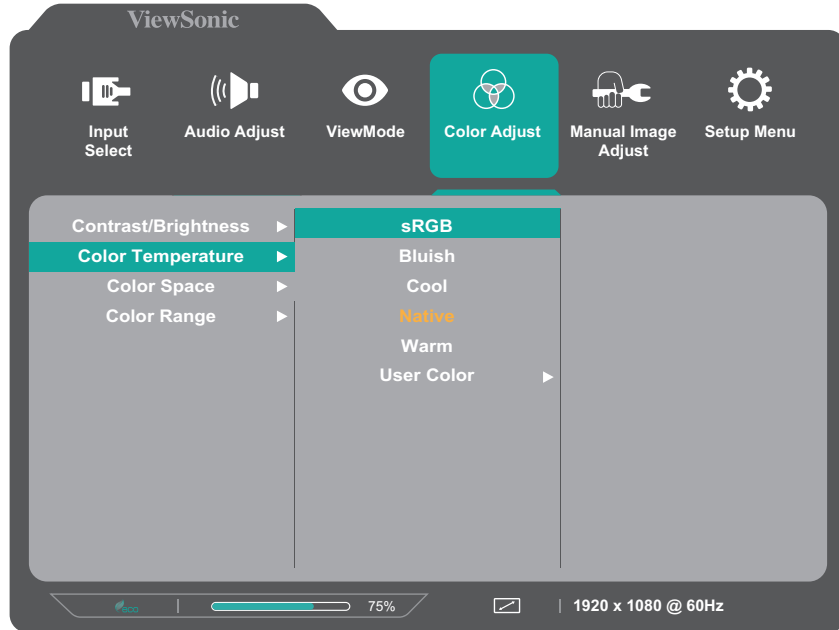 ViewSonic
Input
Select
Audio Adjust
ViewMode
Color Adjust
Manual Image
Adjust
Setup Menu
Contrast/Brightness
Color Temperature
Color Space
Color Range
sRGB
Bluish
Cool
Native
Warm
User Color
eco
75%
1920 x 1080 @ 60Hz